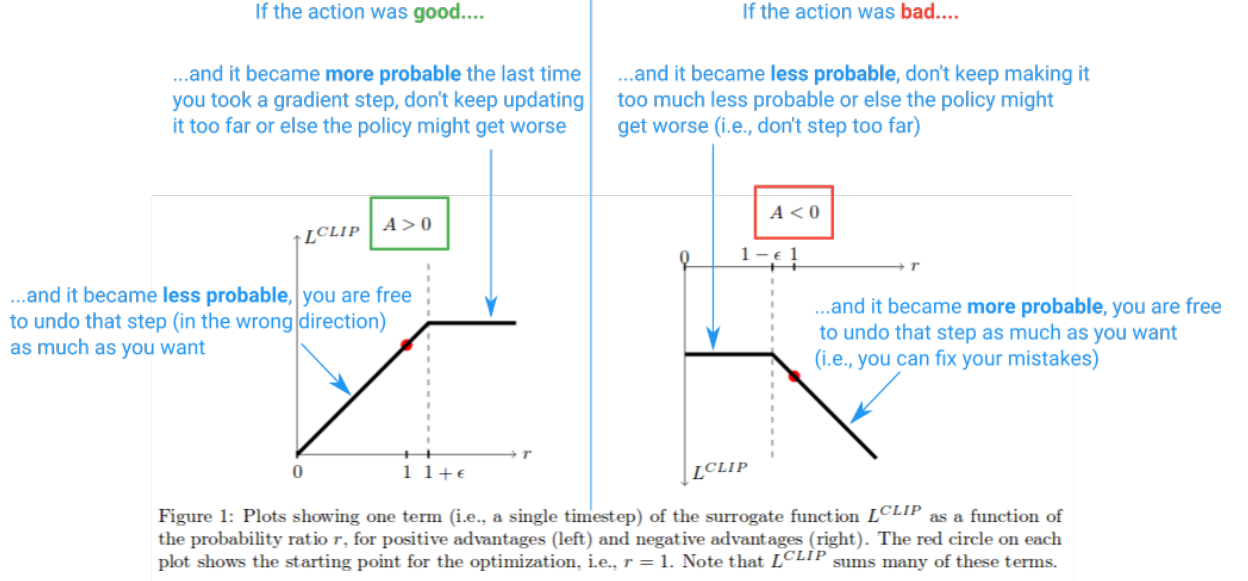 If the action was good....
...and it became more probable the last time
you took a gradient step, don't keep updating
it too far or else the policy might get worse
A > 0
L^{CLIP}
...and it became less probable, you are free
to undo that step (in the wrong direction)
as much as you want
r
0
1 1 + ϵ
If the action was bad....
...and it became less probable, don't keep making it
too much less probable or else the policy might
get worse (i.e., don't step too far)
A < 0
0
1 − ϵ 1
r
...and it became more probable, you are free
to undo that step as much as you want
(i.e., you can fix your mistakes)
L^{CLIP}
Figure 1: Plots showing one term (i.e., a single timestep) of the surrogate function L^{CLIP} as a function of
the probability ratio r, for positive advantages (left) and negative advantages (right). The red circle on each
plot shows the starting point for the optimization, i.e., r = 1. Note that L^{CLIP} sums many of these terms.